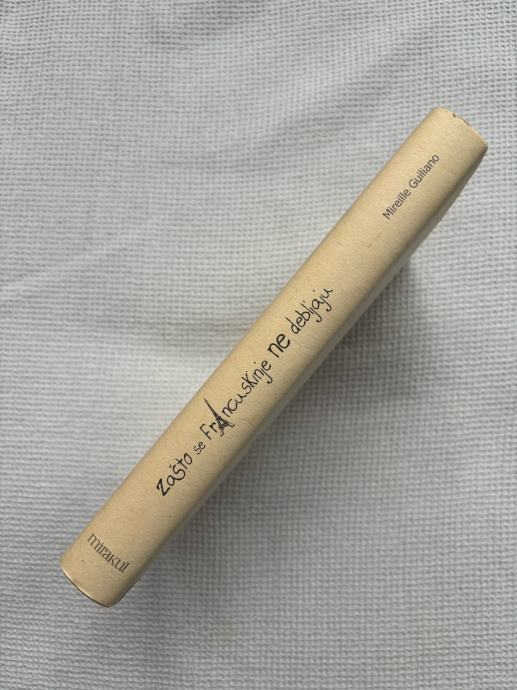 Mireille Guiliano
Zašto se Francuskinje ne debljaju
mirakul